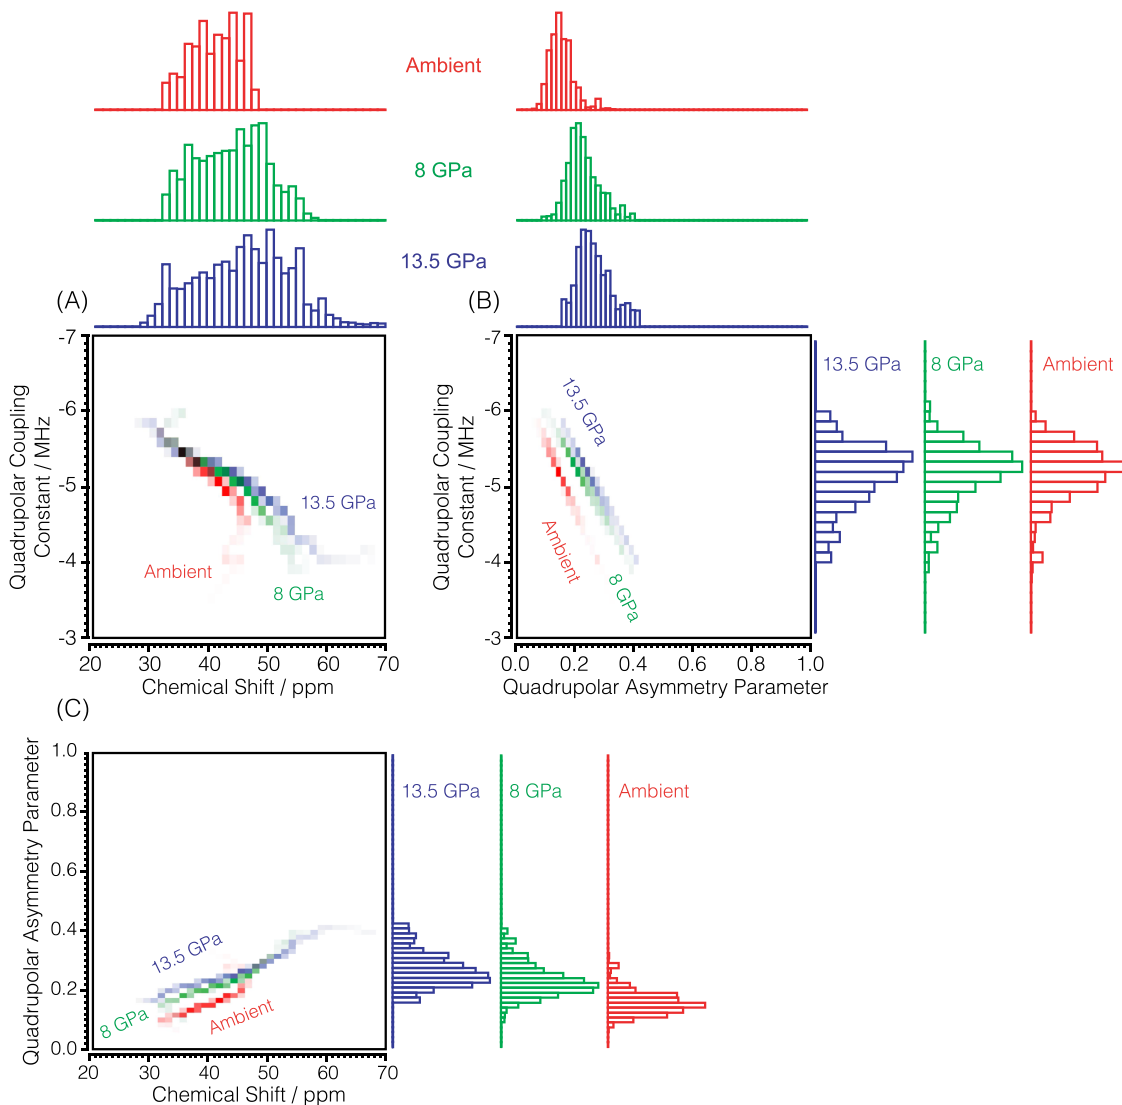 Ambient
8 GPa
13.5 GPa
(A)
(B)
-7
-6
-5
-4
-3
Quadrupolar Coupling
Constant / MHz
13.5 GPa
Ambient
8 GPa
20 30 40 50 60 70
Chemical Shift / ppm
-7
-6
-5
-4
-3
Quadrupolar Coupling
Constant / MHz
13.5 GPa
Ambient
8 GPa
0.0 0.2 0.4 0.6 0.8 1.0
Quadrupolar Asymmetry Parameter
13.5 GPa
8 GPa
Ambient
(C)
1.0
0.8
0.6
0.4
0.2
0.0
Quadrupolar Asymmetry Parameter
13.5 GPa
8 GPa
Ambient
20 30 40 50 60 70
Chemical Shift / ppm
13.5 GPa
8 GPa
Ambient